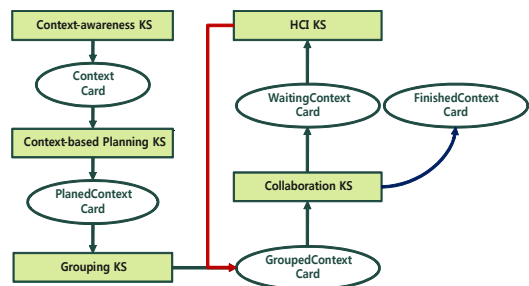 Context-awareness KS
Context
Card
Context-based Planning KS
PlanedContext
Card
Grouping KS
HCI KS
WaitingContext
Card
FinishedContext
Card
Collaboration KS
GroupedContext
Card